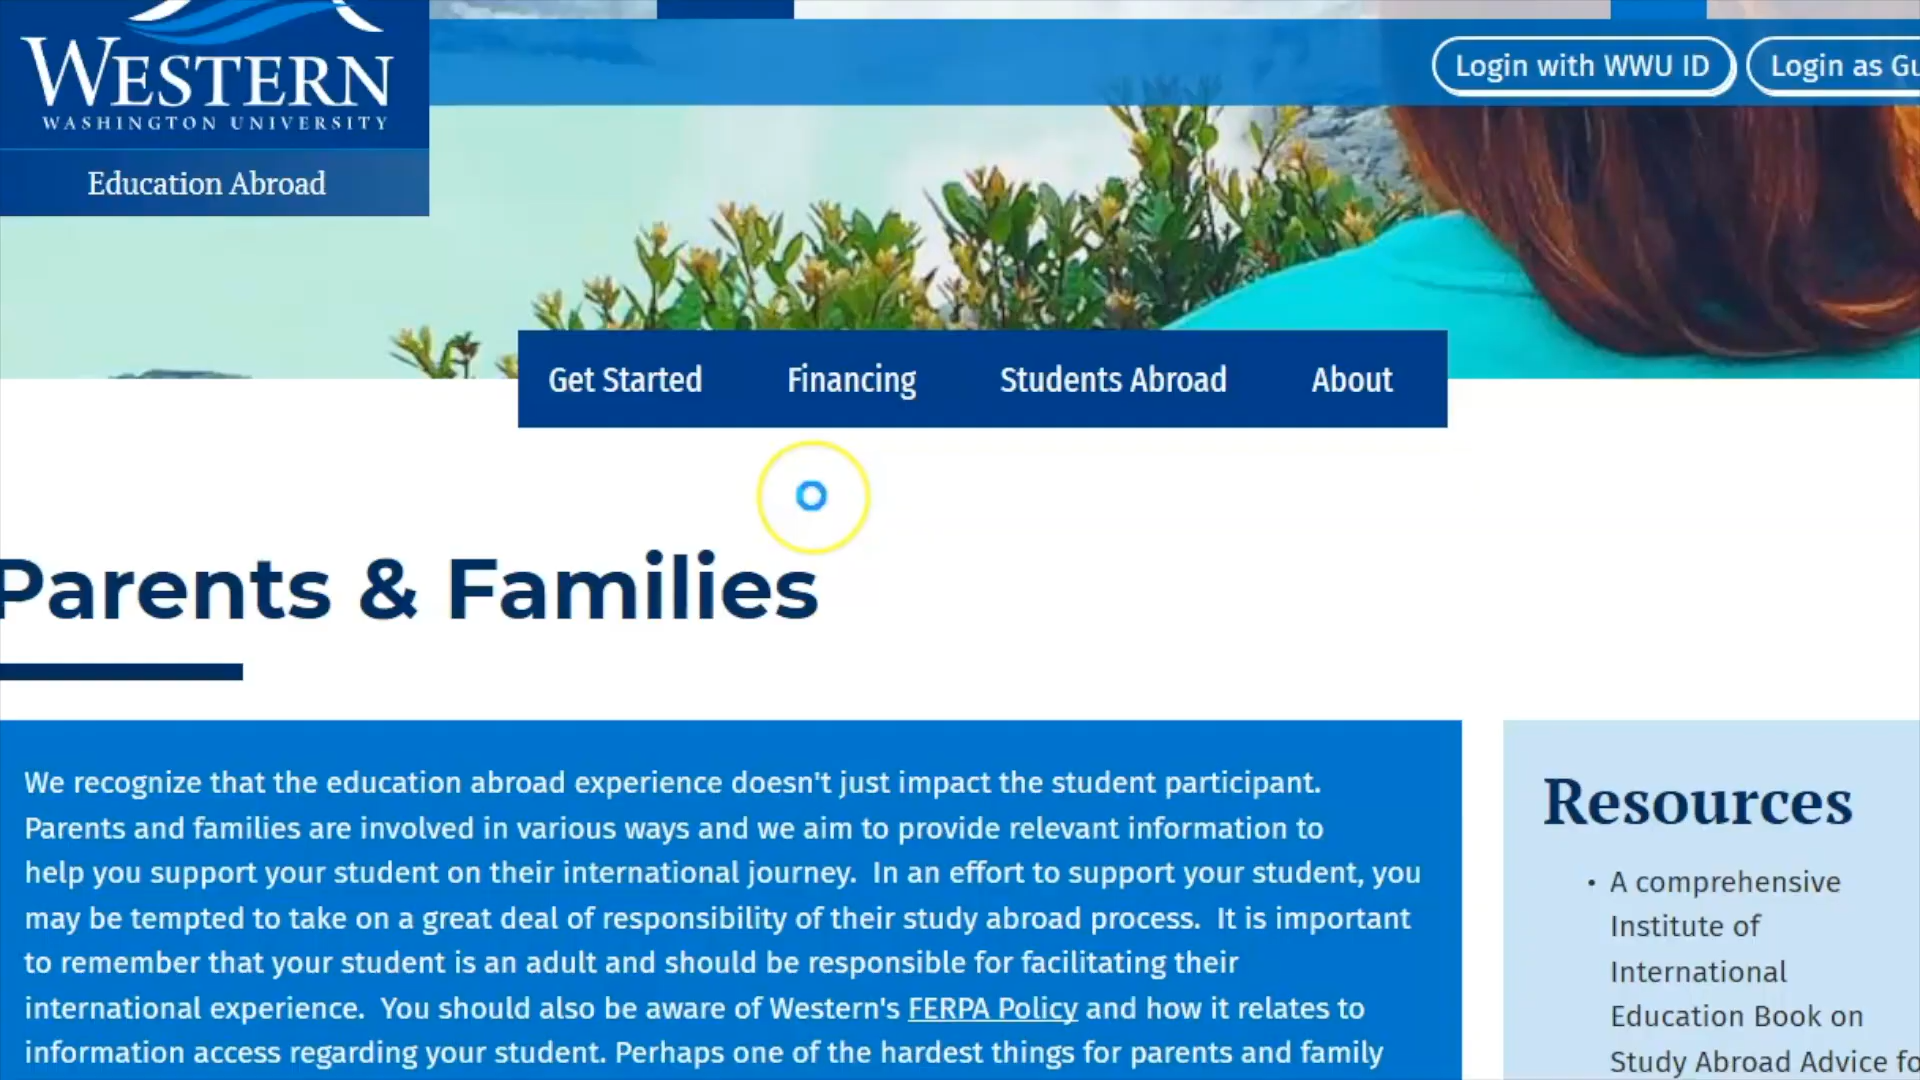 WESTERN
WASHINGTON UNIVERSITY
Education Abroad
Login with WWU ID
Login as
Get Started
Financing
Students Abroad
About
Parents & Families
We recognize that the education abroad experience doesn't just impact the student participant.
Parents and families are involved in various ways and we aim to provide relevant information to
help you support your student on their international journey.  In an effort to support your student, you
may be tempted to take on a great deal of responsibility of their study abroad process.  It is important
to remember that your student is an adult and should be responsible for facilitating their
international experience.  You should also be aware of Western's FERPA Policy and how it relates to
information access regarding your student. Perhaps one of the hardest things for parents and family
Resources
• A comprehensive
Institute of
International
Education Book on
Study Abroad Advice